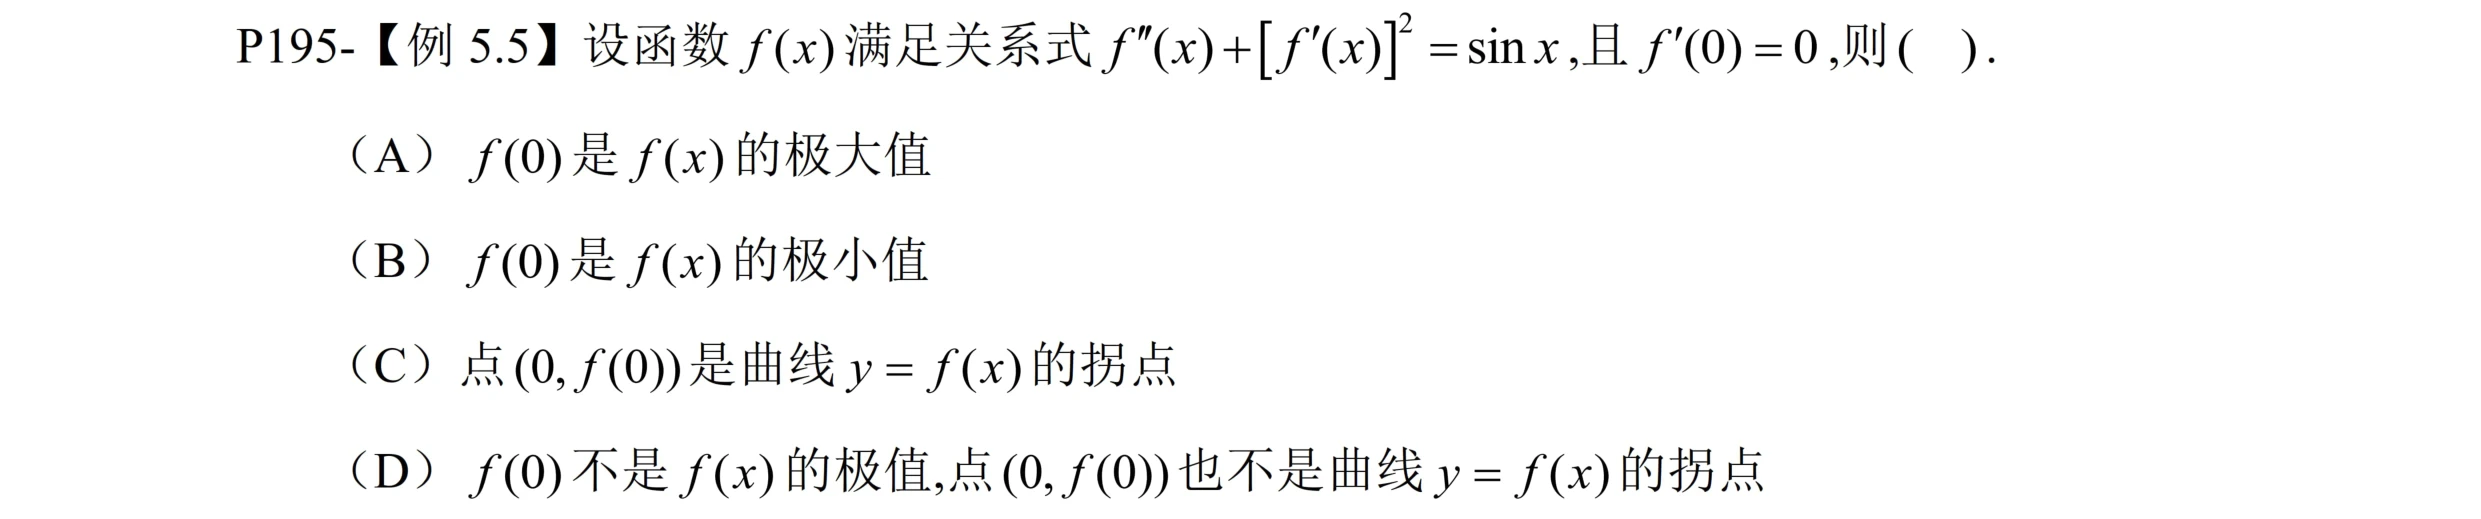 P195-【例 5.5】设函数 f(x)满足关系式 f″(x)+[f′(x)]²=sin x,且 f′(0)=0,则( ).
（A） f(0)是 f(x)的极大值
（B） f(0)是 f(x)的极小值
（C）点(0, f(0))是曲线 y= f(x)的拐点
（D） f(0)不是 f(x)的极值,点(0, f(0))也不是曲线 y= f(x)的拐点